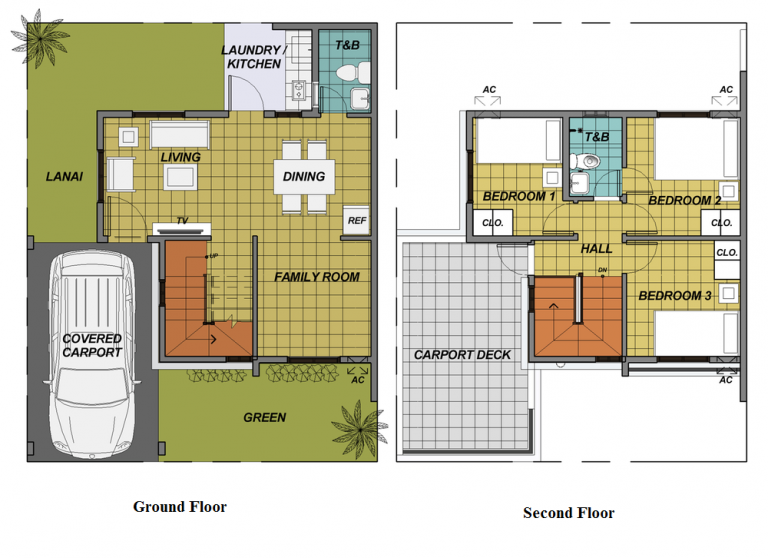 LAUNDRY /
KITCHEN
T&B
LIVING
LANAI
DINING
TV
REF
UP
FAMILY ROOM
COVERED
CARPORT
AC
GREEN
Ground Floor
AC
AC
T&B
BEDROOM 1
BEDROOM 2
CLO.
CLO.
HALL
CLO.
DN
BEDROOM 3
CARPORT DECK
AC
Second Floor